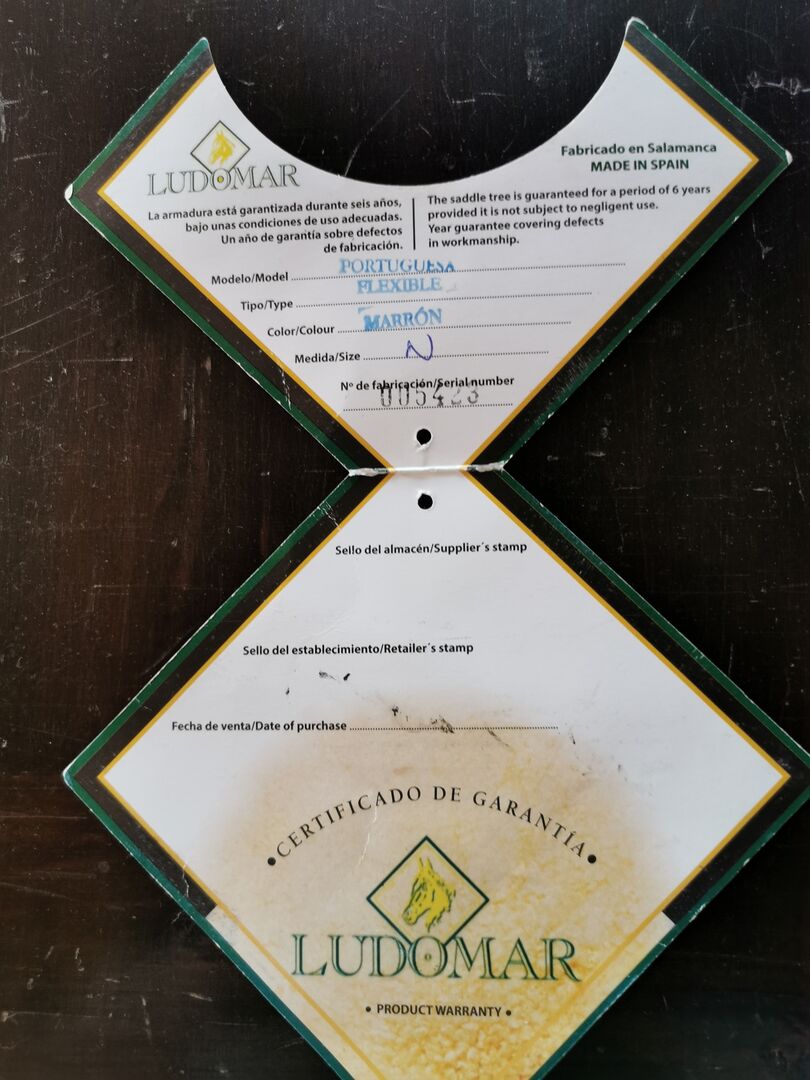 LUDOMAR
Fabricado en Salamanca
MADE IN SPAIN
La armadura está garantizada durante seis años,
bajo unas condiciones de uso adecuadas.
Un año de garantía sobre defectos
de fabricación.
The saddle tree is guaranteed for a period of 6 years
provided it is not subject to negligent use.
Year guarantee covering defects
in workmanship.
Modelo/Model PORTUGUESA
Tipo/Type FLEXIBLE
Color/Colour MARRÓN
Medida/Size N
Nº de fabricación/Serial number
Sello del almacén/Supplier´s stamp
Sello del establecimiento/Retailer´s stamp
Fecha de venta/Date of purchase
• CERTIFICADO DE GARANTÍA •
LUDOMAR
• PRODUCT WARRANTY •